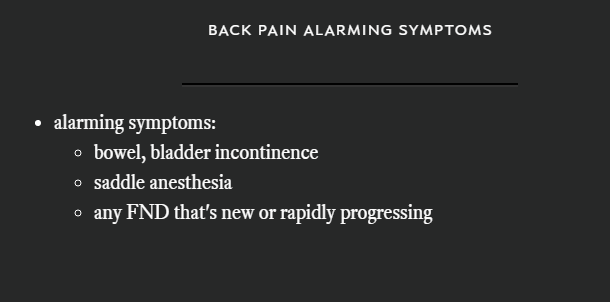 BACK PAIN ALARMING SYMPTOMS
alarming symptoms:
bowel, bladder incontinence
saddle anesthesia
any FND that's new or rapidly progressing